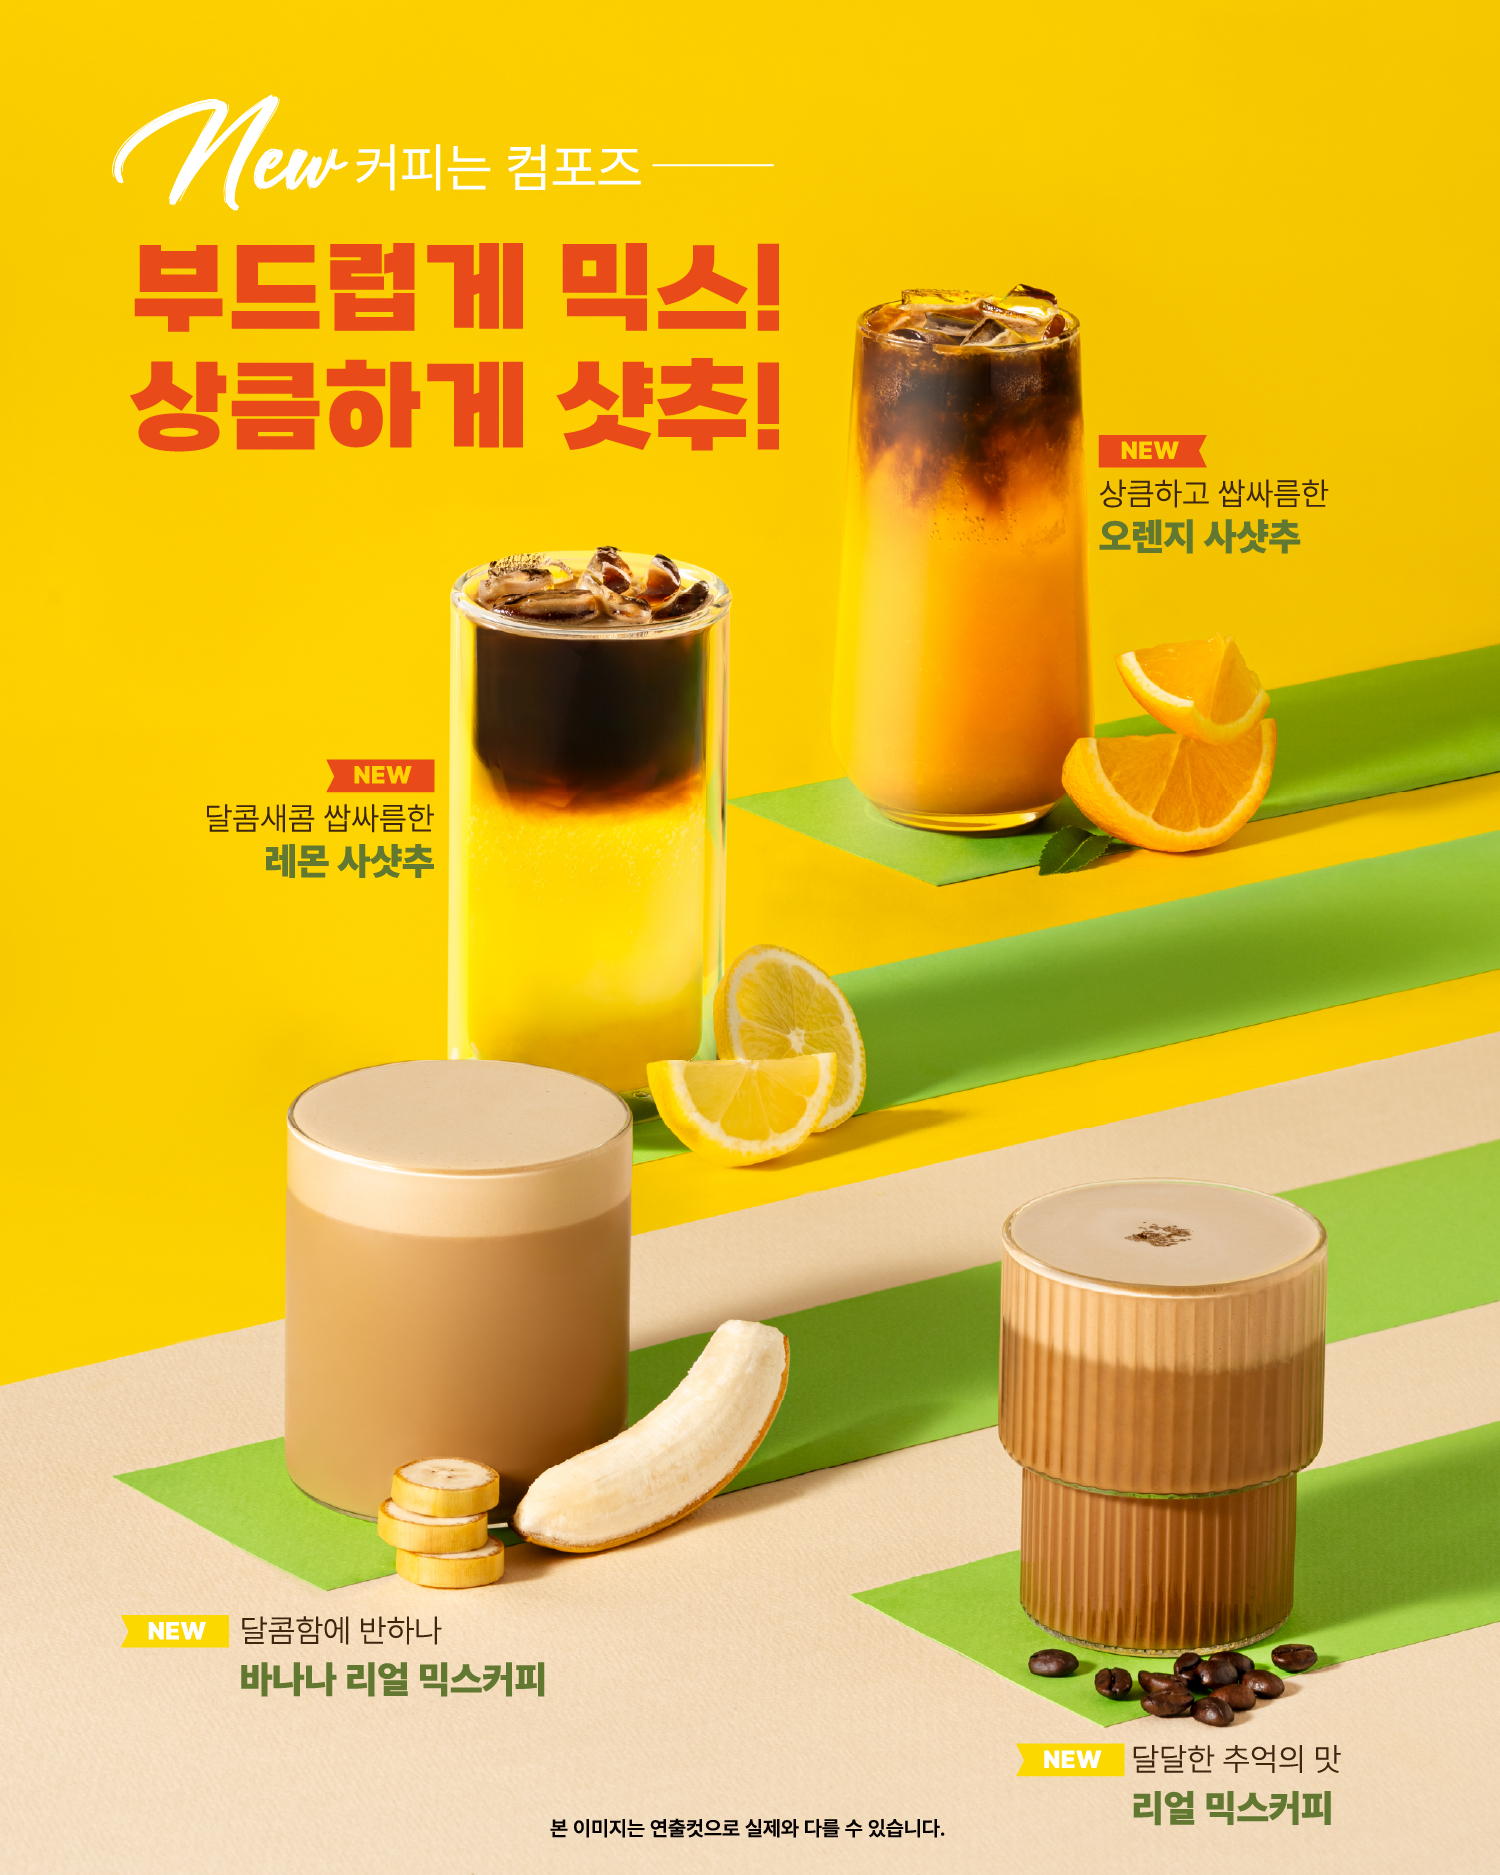 New 커피는 컴포즈
부드럽게 믹스!
상큼하게 샷추!
NEW
상큼하고 쌉싸름한
오렌지 사샷추
NEW
달콤새콤 쌉싸름한
레몬 사샷추
NEW 달콤함에 반하나
바나나 리얼 믹스커피
NEW 달달한 추억의 맛
리얼 믹스커피
본 이미지는 연출컷으로 실제와 다를 수 있습니다.